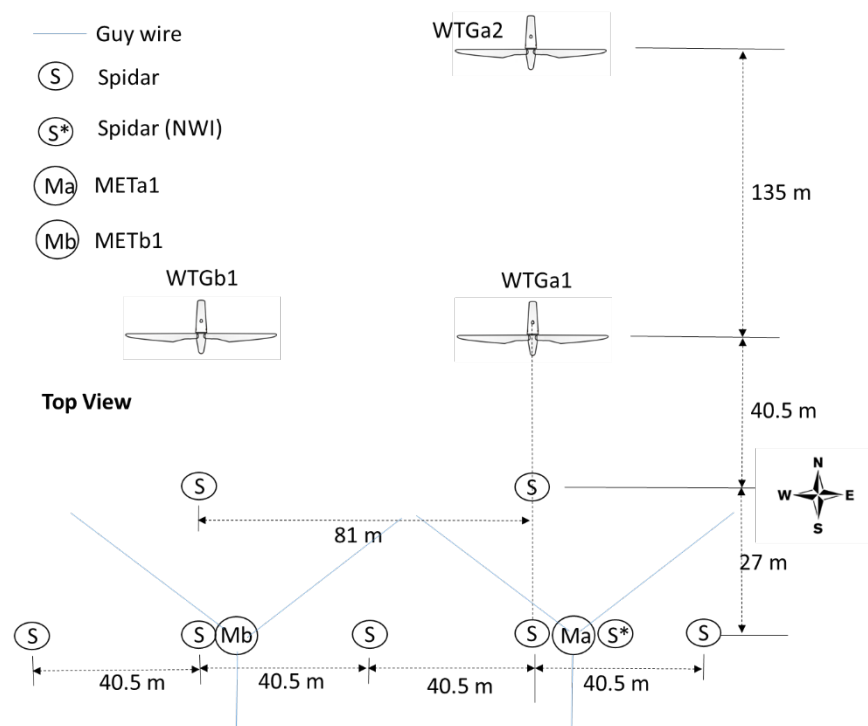 Guy wire
S Spidar
S* Spidar (NWI)
Ma METa1
Mb METb1
WTGa2
135 m
WTGb1
WTGa1
Top View
40.5 m
N
W E
S
S S
81 m
27 m
S S Mb S S Ma S* S
40.5 m 40.5 m 40.5 m 40.5 m